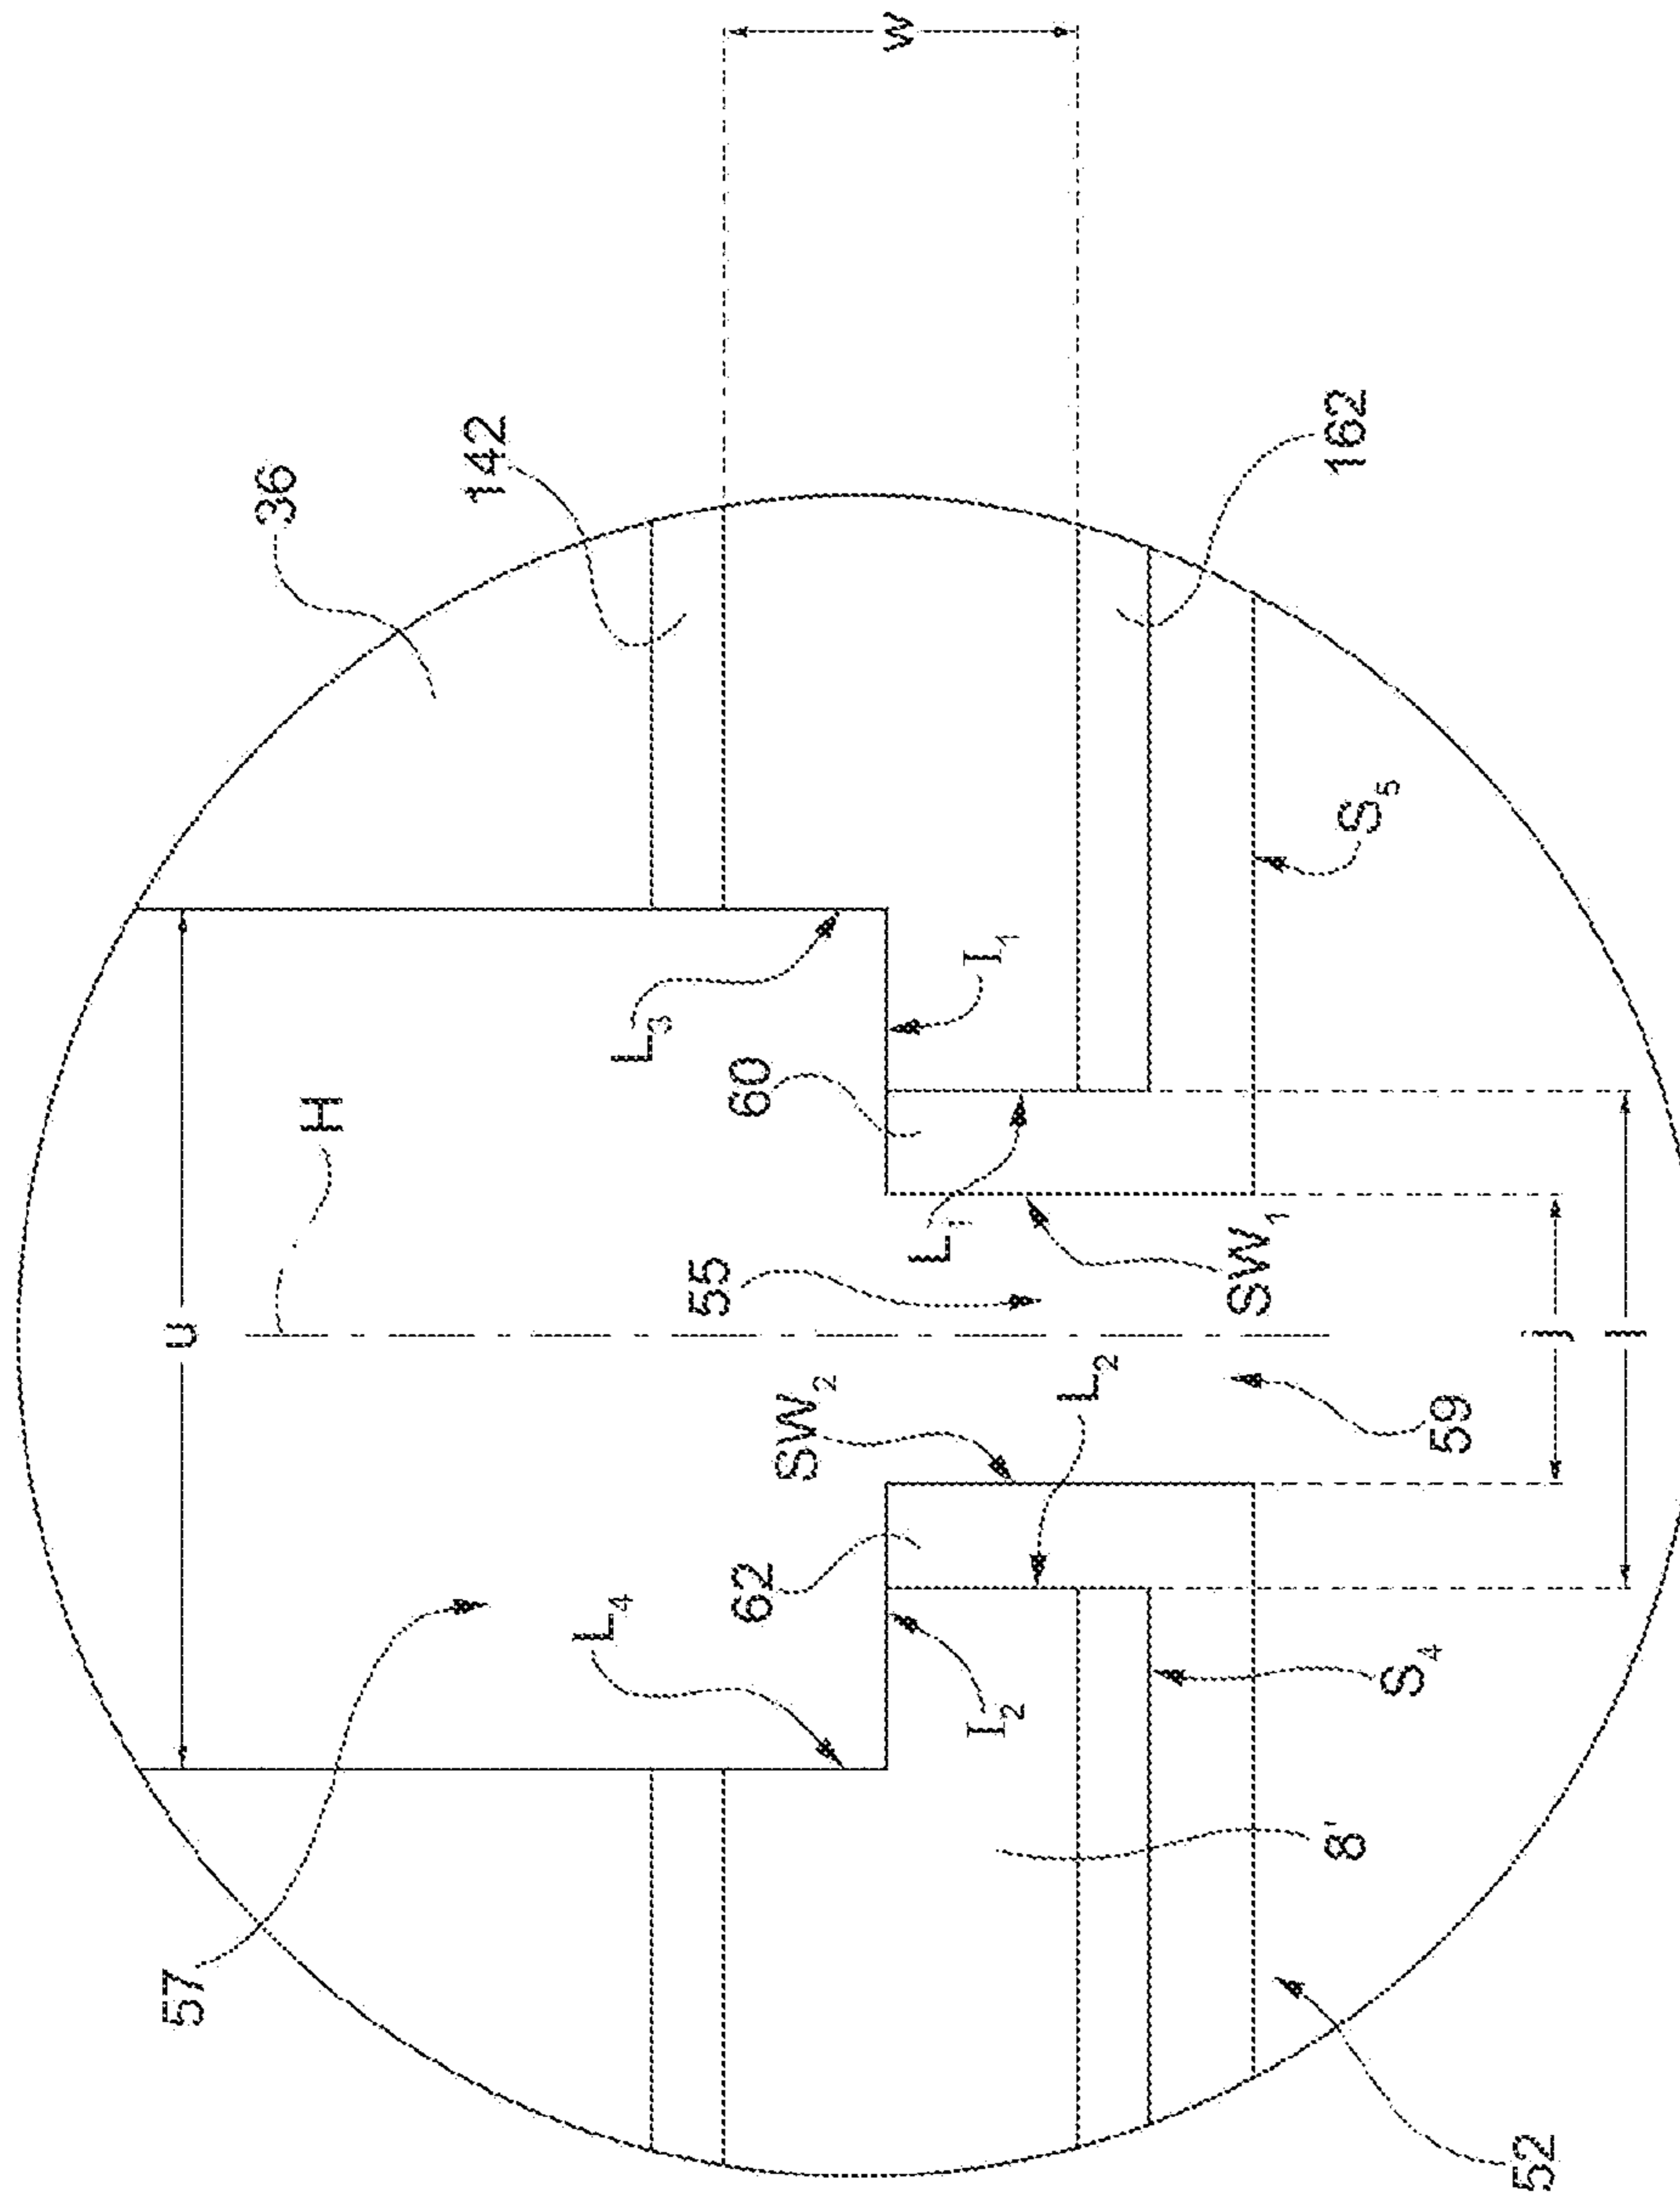 57
u
36
H
142
L₄
L₃
55
62
60
SW₂
w
L₁
I₂
I₁
L₂
SW₁
8'
162
S₅
S₄
59
52
j
l